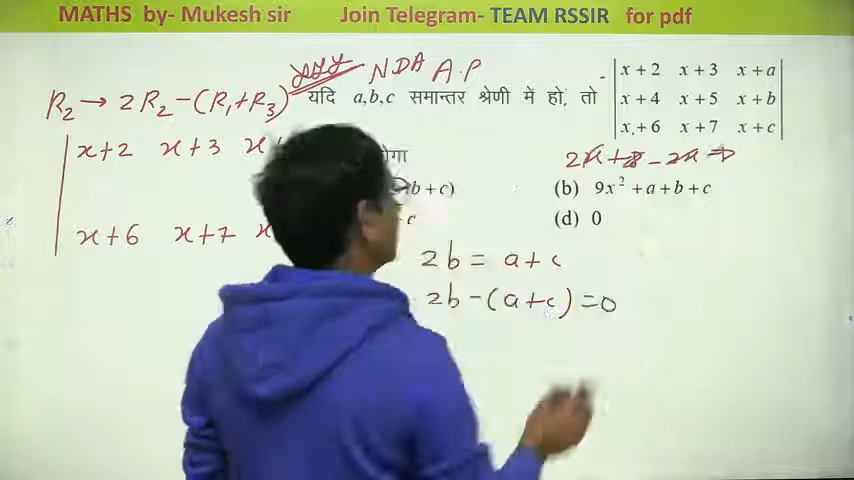 MATHS by- Mukesh sir Join Telegram- TEAM RSSIR for pdf
NDA A.P
R₂ → 2R₂ -(R₁+R₃)
यदि a,b,c समान्तर श्रेणी में हो, तो
x+2 x+3 x+a
x+4 x+5 x+b
x+6 x+7 x+c
x+2 x+3 x
x+6 x+7 x
b+c)
(b) 9x² +a+b+c
c
(d) 0
2b = a+c
2b -(a+c)=0